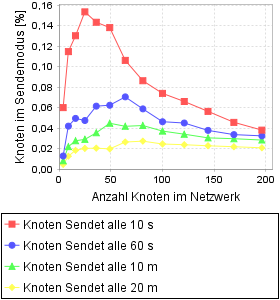 0,16
0,14
0,12
0,10
0,08
0,06
0,04
0,02
0,00
Knoten im Sendemodus [%]
0
50
100
150
200
Anzahl Knoten im Netzwerk
Knoten Sendet alle 10 s
Knoten Sendet alle 60 s
Knoten Sendet alle 10 m
Knoten Sendet alle 20 m